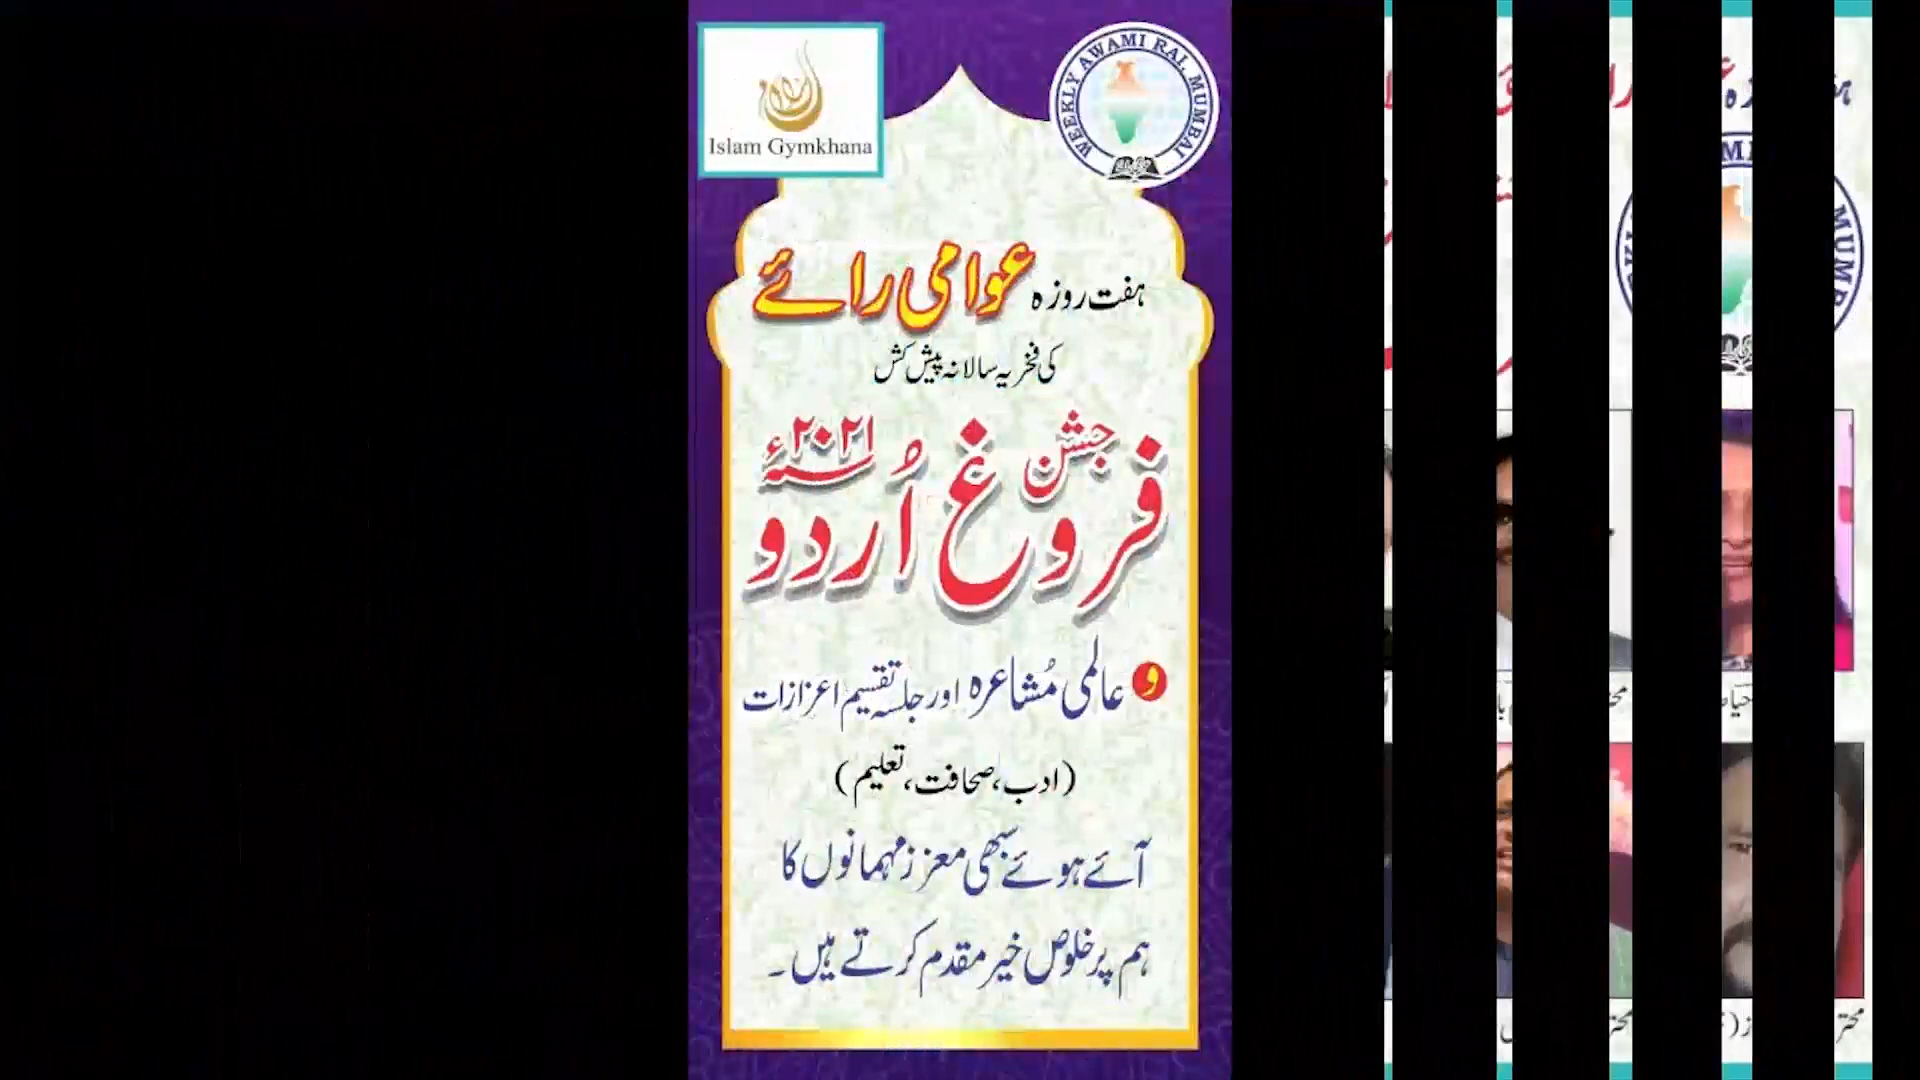 Islam Gymkhana
WEEKLY AWAMI RAI, MUMBAI
ہفت روزہ عوامی رائے
کی فخریہ سالانہ پیش کش
جشن فروغ اُردو ۲۰۲۱ء
و عالمی مُشاعرہ اور جلسہ تقسیم اعزازات
(ادب، صحافت، تعلیم)
آئے ہوئے سبھی معزز مہمانوں کا
ہم پرخلوص خیر مقدم کرتے ہیں۔